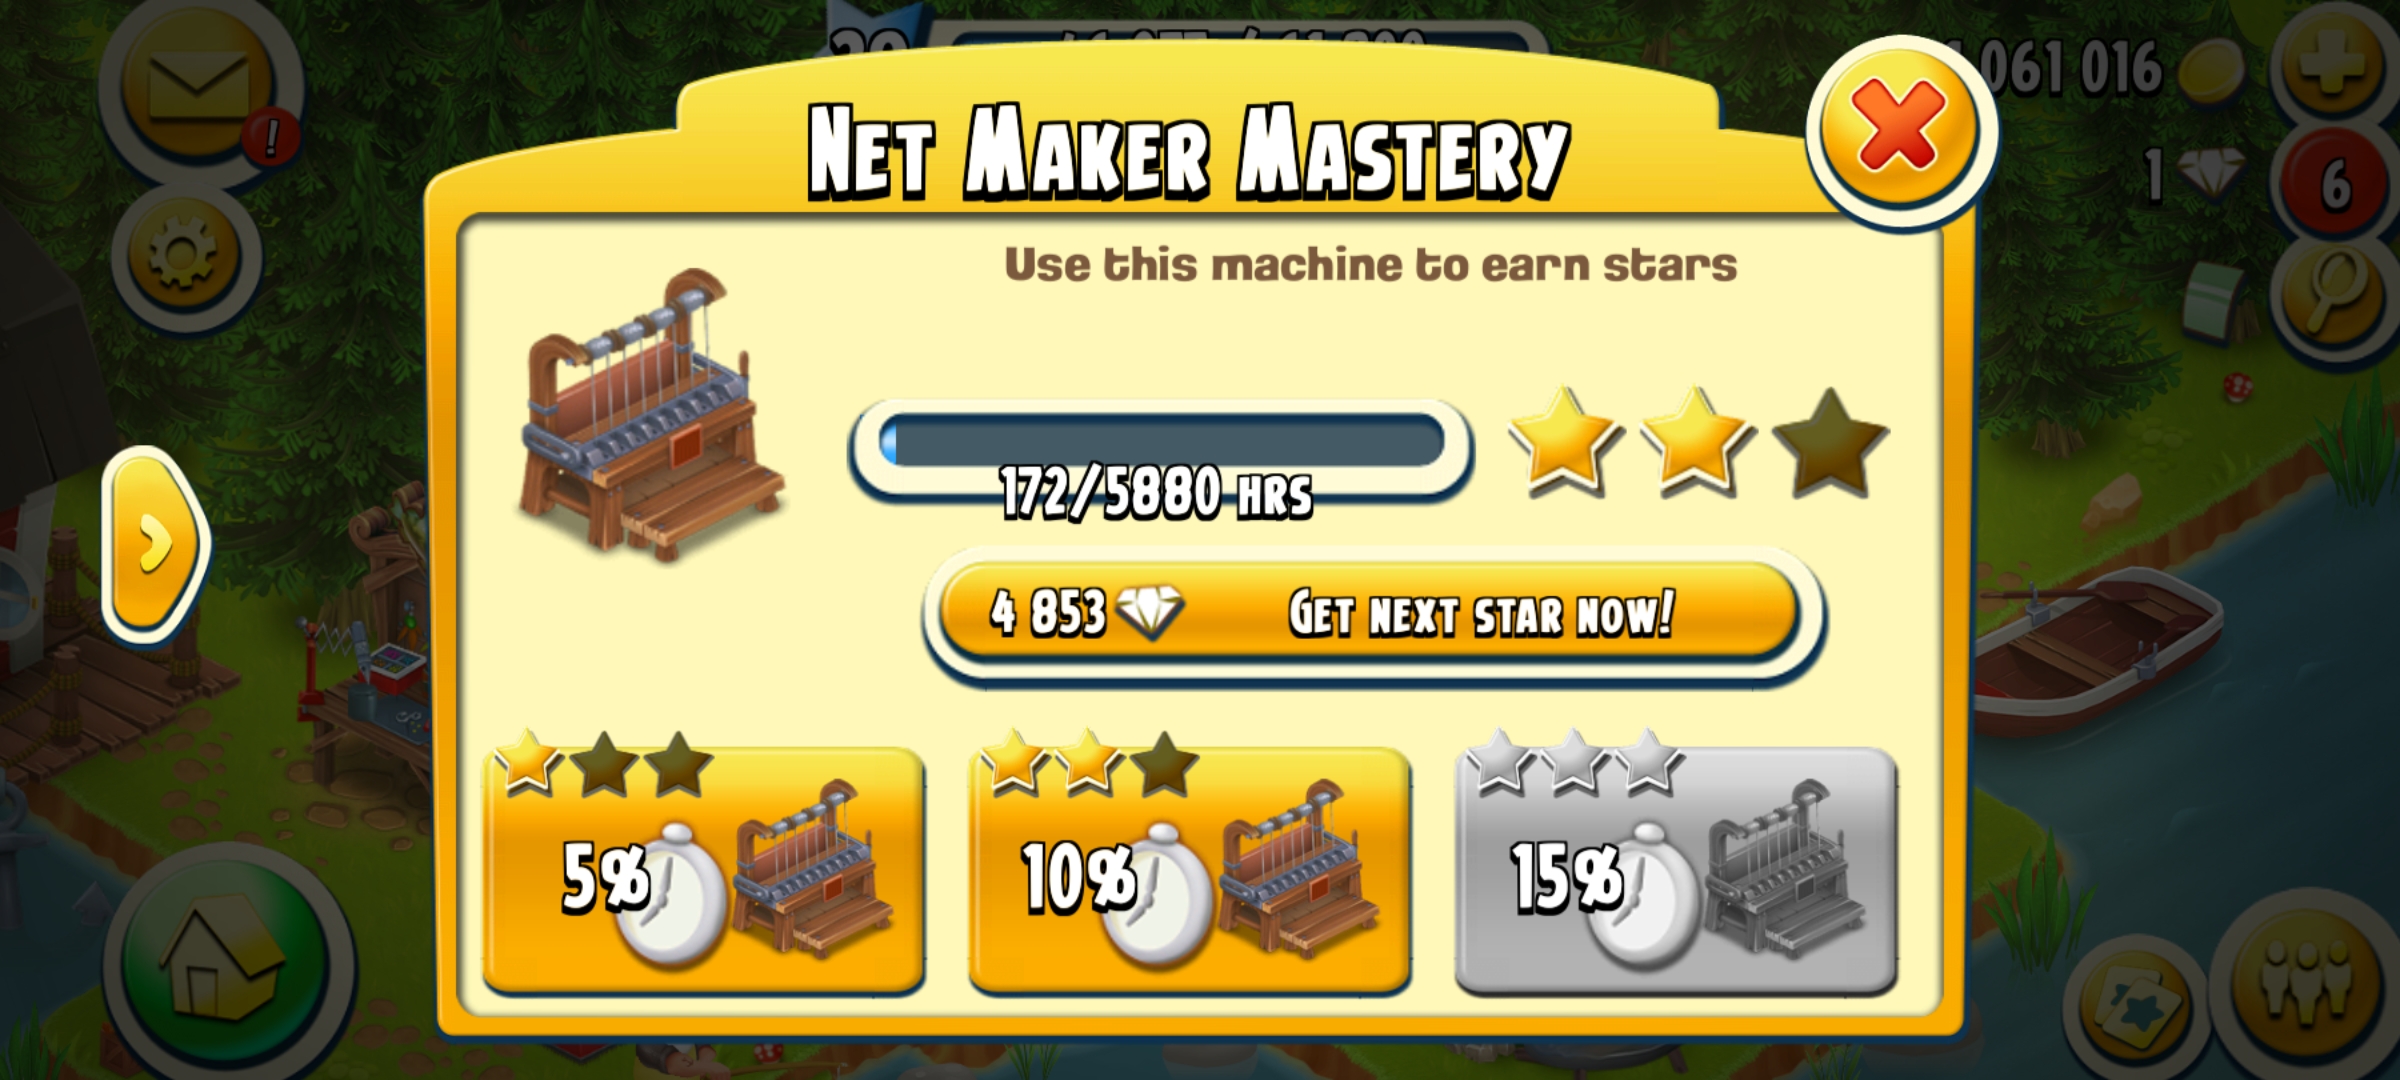 061 016
NET MAKER MASTERY
!
1
6
Use this machine to earn stars
172/5880 HRS
4 853
GET NEXT STAR NOW!
5%
10%
15%